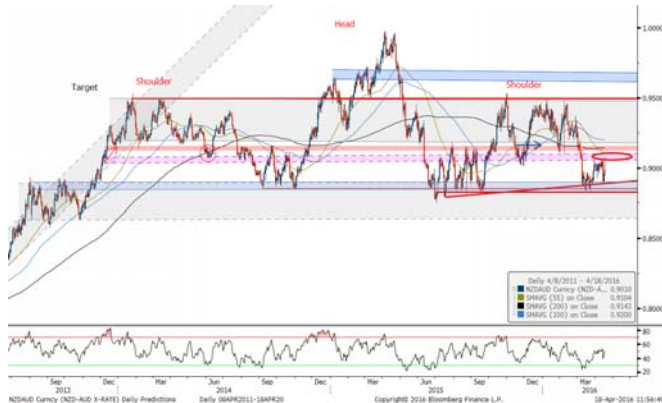 Head
1.0000
Shoulder
Shoulder
Target
0.9500
0.9000
0.8500
Daily 4/8/2011 - 4/18/2016
NZDAUD Curncy (NZD-A... 0.9010
SMAVG (55) on Close 0.9104
SMAVG (200) on Close 0.9143
SMAVG (100) on Close 0.9200
0.8000
80
60
40
20
Sep Dec Mar Jun Sep Dec Mar Jun Sep Dec Mar
2013 2014 2015 2016
NZDAUD Curncy (NZD-AUD X-RATE) Daily Predictions Daily 08APR2011-18APR20 Copyright© 2016 Bloomberg Finance L.P. 18-Apr-2016 11:56:4